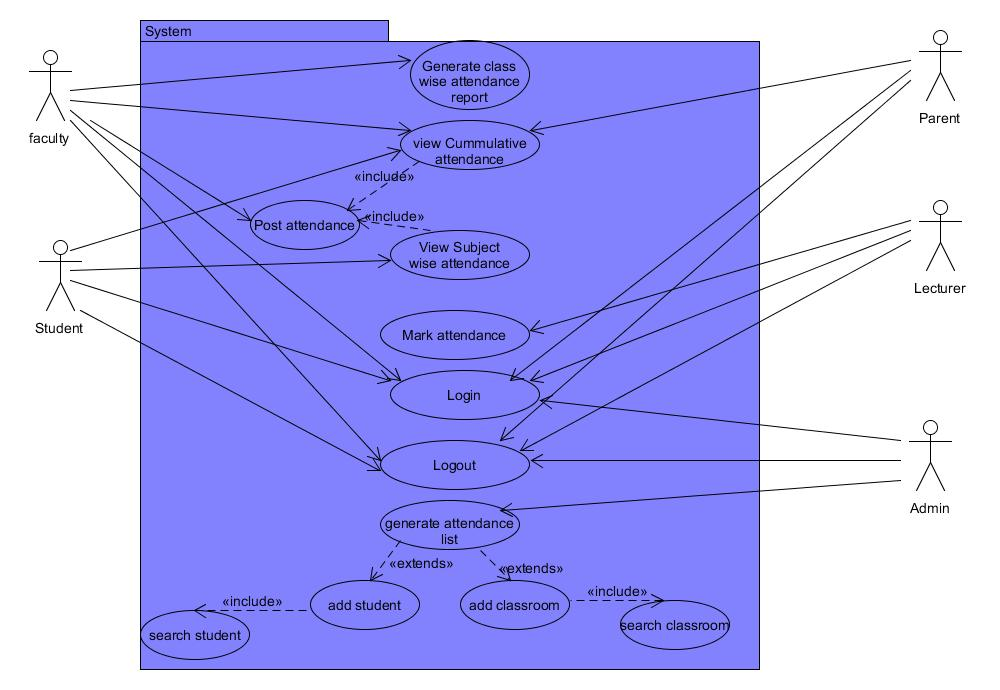 System
Generate class
wise attendance
report
faculty
Parent
view Cummulative
attendance
«include»
Post attendance
«include»
View Subject
wise attendance
Lecturer
Student
Mark attendance
Login
Logout
Admin
generate attendance
list
«extends»
«extends»
add student
add classroom
«include»
«include»
search student
search classroom